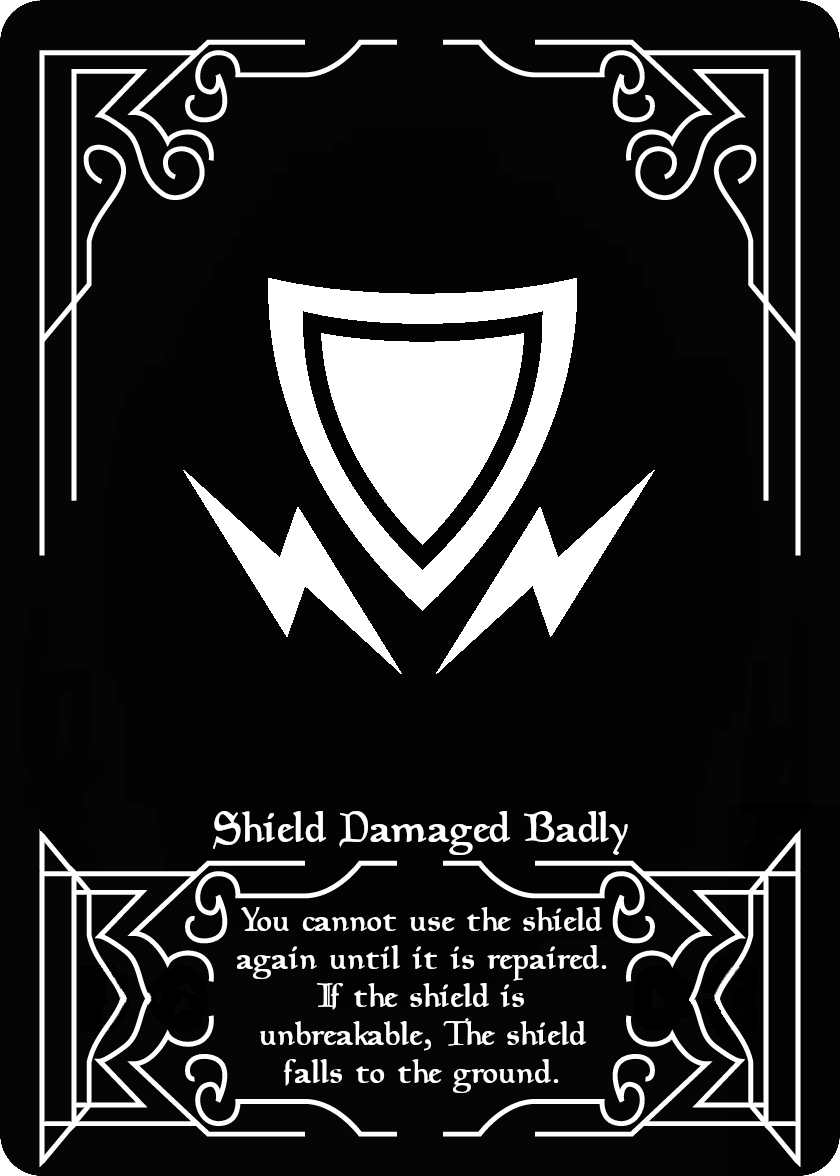 Shield Damaged Badly
You cannot use the shield
again until it is repaired.
If the shield is
unbreakable, The shield
falls to the ground.